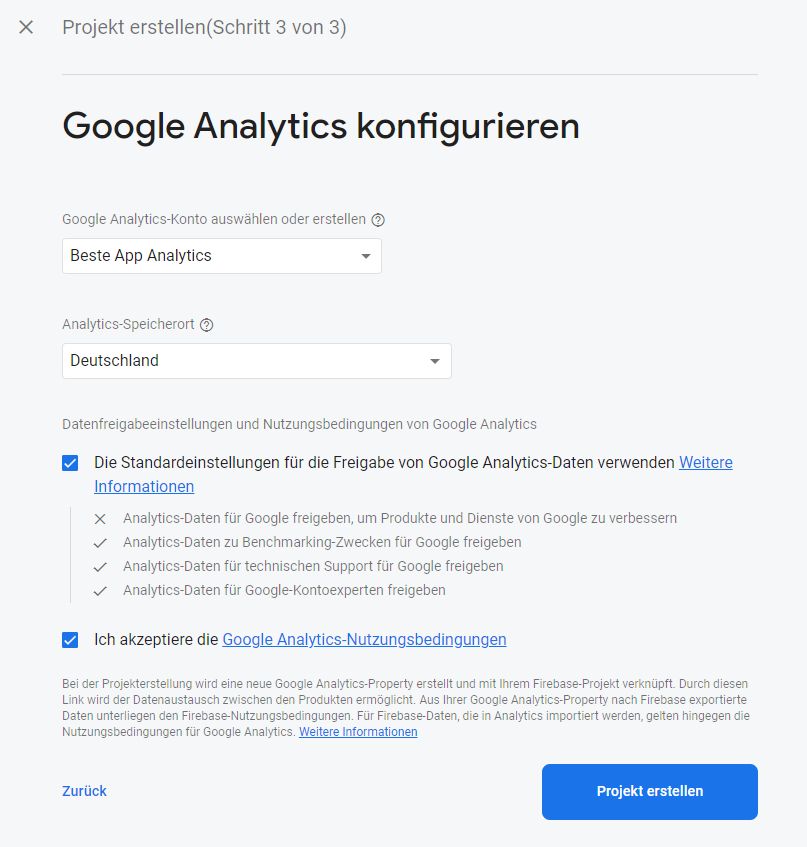 Projekt erstellen(Schritt 3 von 3)
Google Analytics konfigurieren
Google Analytics-Konto auswählen oder erstellen
Beste App Analytics
Analytics-Speicherort
Deutschland
Datenfreigabeeinstellungen und Nutzungsbedingungen von Google Analytics
Die Standardeinstellungen für die Freigabe von Google Analytics-Daten verwenden Weitere
Informationen
Analytics-Daten für Google freigeben, um Produkte und Dienste von Google zu verbessern
Analytics-Daten zu Benchmarking-Zwecken für Google freigeben
Analytics-Daten für technischen Support für Google freigeben
Analytics-Daten für Google-Kontoexperten freigeben
Ich akzeptiere die Google Analytics-Nutzungsbedingungen
Bei der Projekterstellung wird eine neue Google Analytics-Property erstellt und mit Ihrem Firebase-Projekt verknüpft. Durch diesen
Link wird der Datenaustausch zwischen den Produkten ermöglicht. Aus Ihrer Google Analytics-Property nach Firebase exportierte
Daten unterliegen den Firebase-Nutzungsbedingungen. Für Firebase-Daten, die in Analytics importiert werden, gelten hingegen die
Nutzungsbedingungen für Google Analytics. Weitere Informationen
Zurück
Projekt erstellen